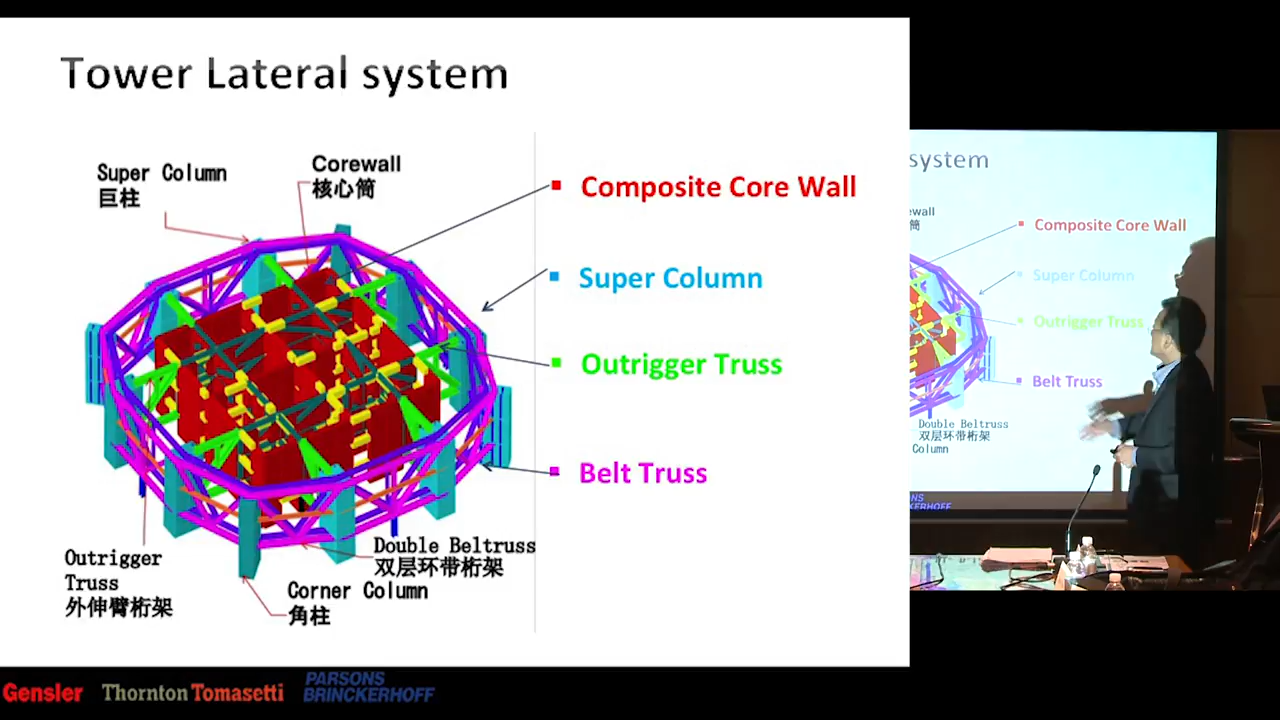 Tower Lateral system
Super Column
巨柱
Corewall
核心筒
Composite Core Wall
Super Column
Outrigger Truss
Belt Truss
Outrigger
Truss
外伸臂桁架
Double Beltruss
双层环带桁架
Corner Column
角柱
Gensler
Thornton Tomasetti
PARSONS
BRINCKERHOFF
system
ewall
筒
Composite Core Wall
Super Column
Outrigger Truss
Belt Truss
Double Beltruss
双层环带桁架
Column
PARSONS
CKERHOFF